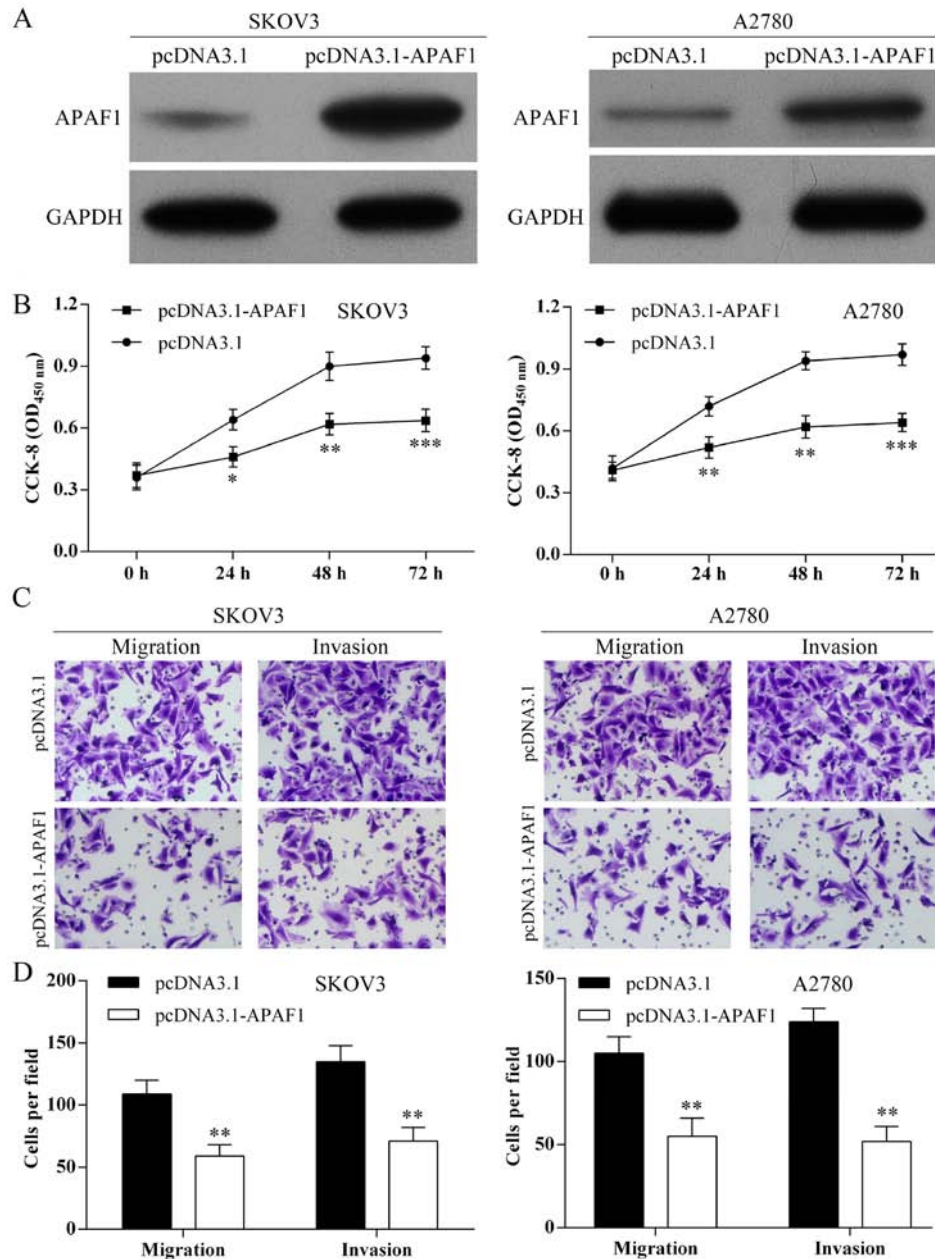 A
SKOV3
A2780
pcDNA3.1 pcDNA3.1-APAF1
pcDNA3.1 pcDNA3.1-APAF1
APAF1
APAF1
GAPDH
GAPDH
B
1.2
0.9
0.6
0.3
0.0
CCK-8 (OD450 nm)
pcDNA3.1-APAF1
pcDNA3.1
SKOV3
*
**
***
0 h 24 h 48 h 72 h
1.2
0.9
0.6
0.3
0.0
CCK-8 (OD450 nm)
pcDNA3.1-APAF1
pcDNA3.1
A2780
**
**
***
0 h 24 h 48 h 72 h
C
SKOV3
Migration Invasion
pcDNA3.1
pcDNA3.1-APAF1
A2780
Migration Invasion
pcDNA3.1
pcDNA3.1-APAF1
D
200
150
100
50
0
Cells per field
pcDNA3.1
pcDNA3.1-APAF1
SKOV3
**
**
Migration Invasion
150
100
50
0
Cells per field
pcDNA3.1
pcDNA3.1-APAF1
A2780
**
**
Migration Invasion